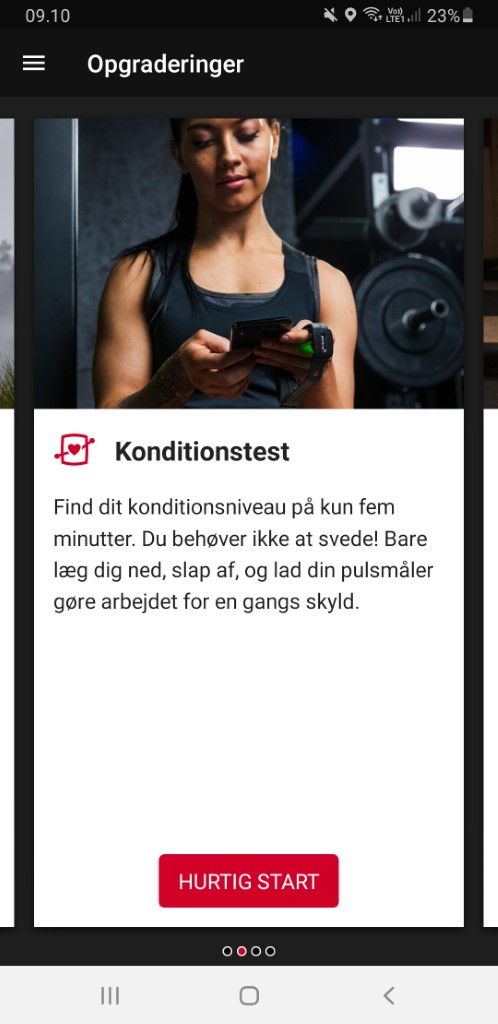 09.10
Vo)) LTE1 23%
Opgraderinger
Konditionstest
Find dit konditionsniveau på kun fem
minutter. Du behøver ikke at svede! Bare
læg dig ned, slap af, og lad din pulsmåler
gøre arbejdet for en gangs skyld.
HURTIG START